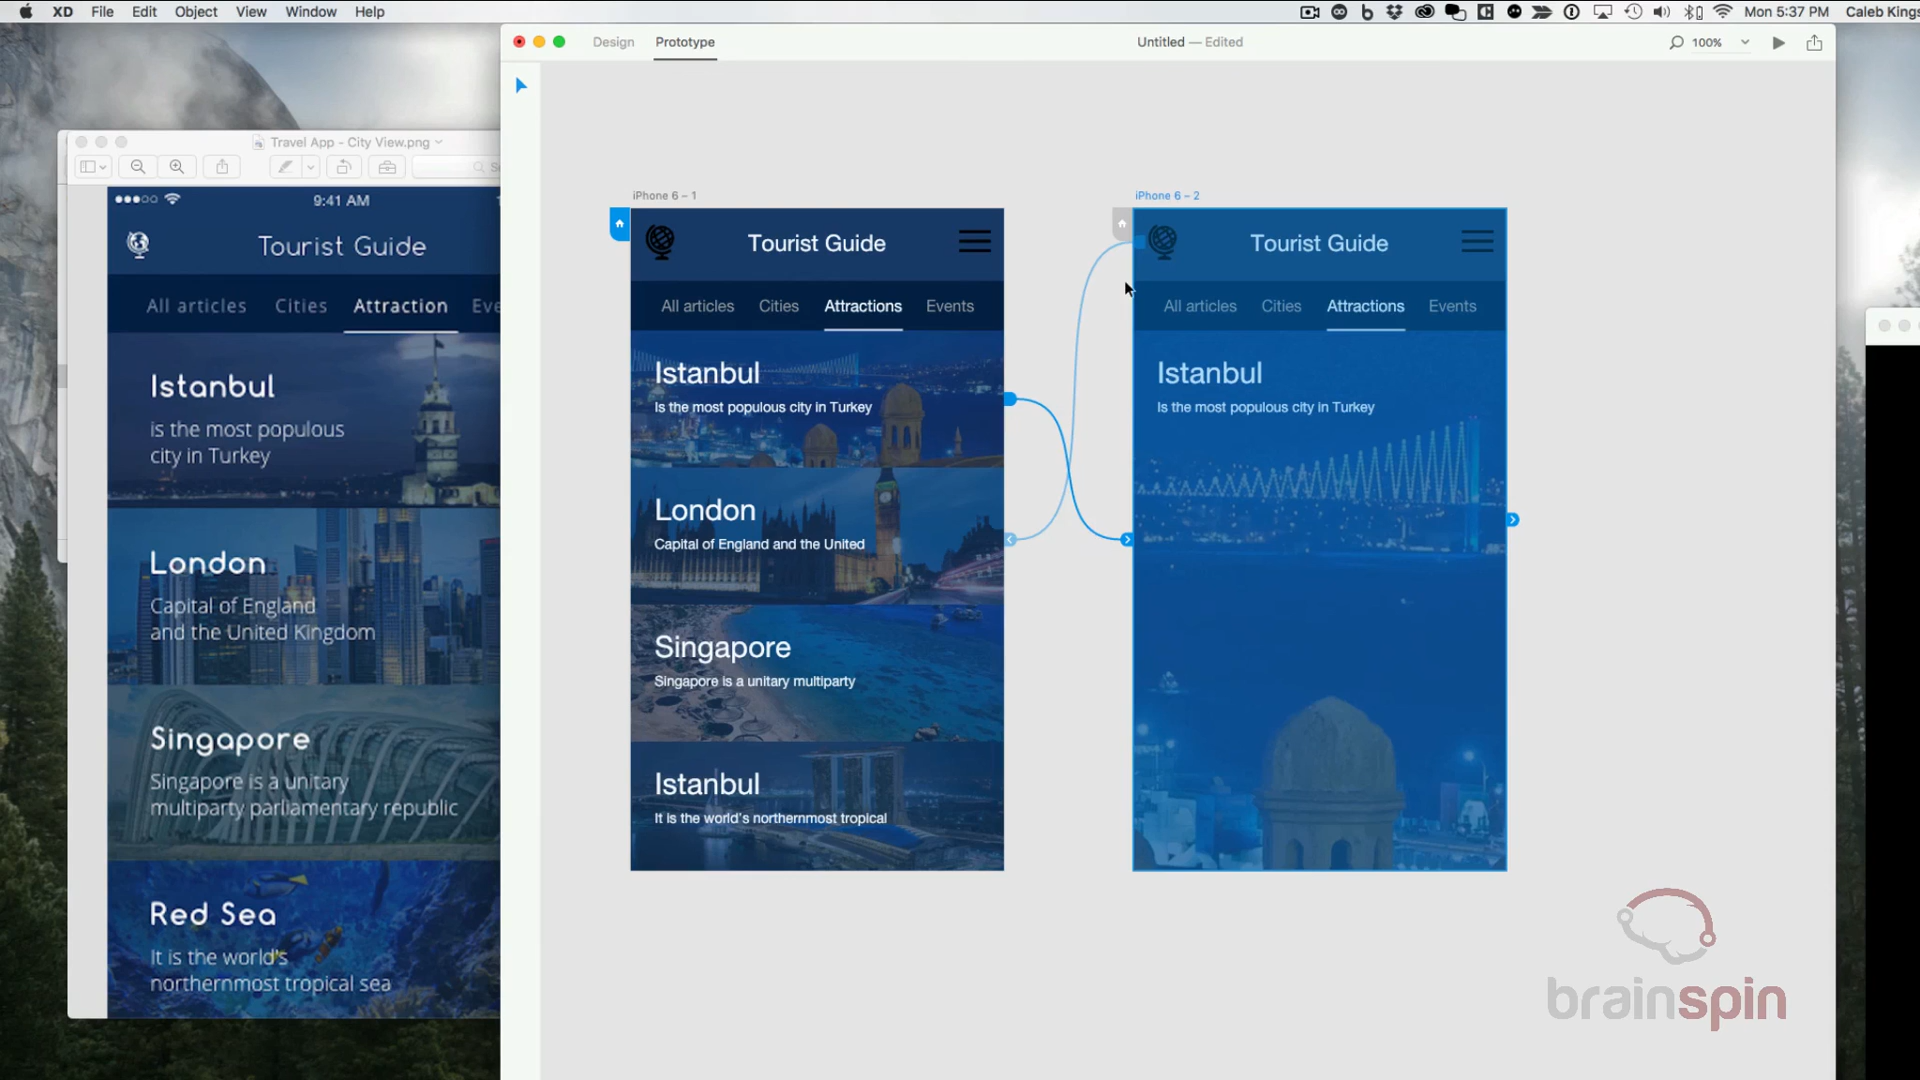 XD File Edit Object View Window Help
Mon 5:37 PM Caleb Kings
Design Prototype
Untitled — Edited
100%
Travel App - City View.png
9:41 AM
Tourist Guide
All articles Cities Attraction Eve
Istanbul
is the most populous
city in Turkey
London
Capital of England
and the United Kingdom
Singapore
Singapore is a unitary
multiparty parliamentary republic
Red Sea
It is the world's
northernmost tropical sea
iPhone 6 – 1
Tourist Guide
All articles Cities Attractions Events
Istanbul
Is the most populous city in Turkey
London
Capital of England and the United
Singapore
Singapore is a unitary multiparty
Istanbul
It is the world's northernmost tropical
iPhone 6 – 2
Tourist Guide
All articles Cities Attractions Events
Istanbul
Is the most populous city in Turkey
brainspin